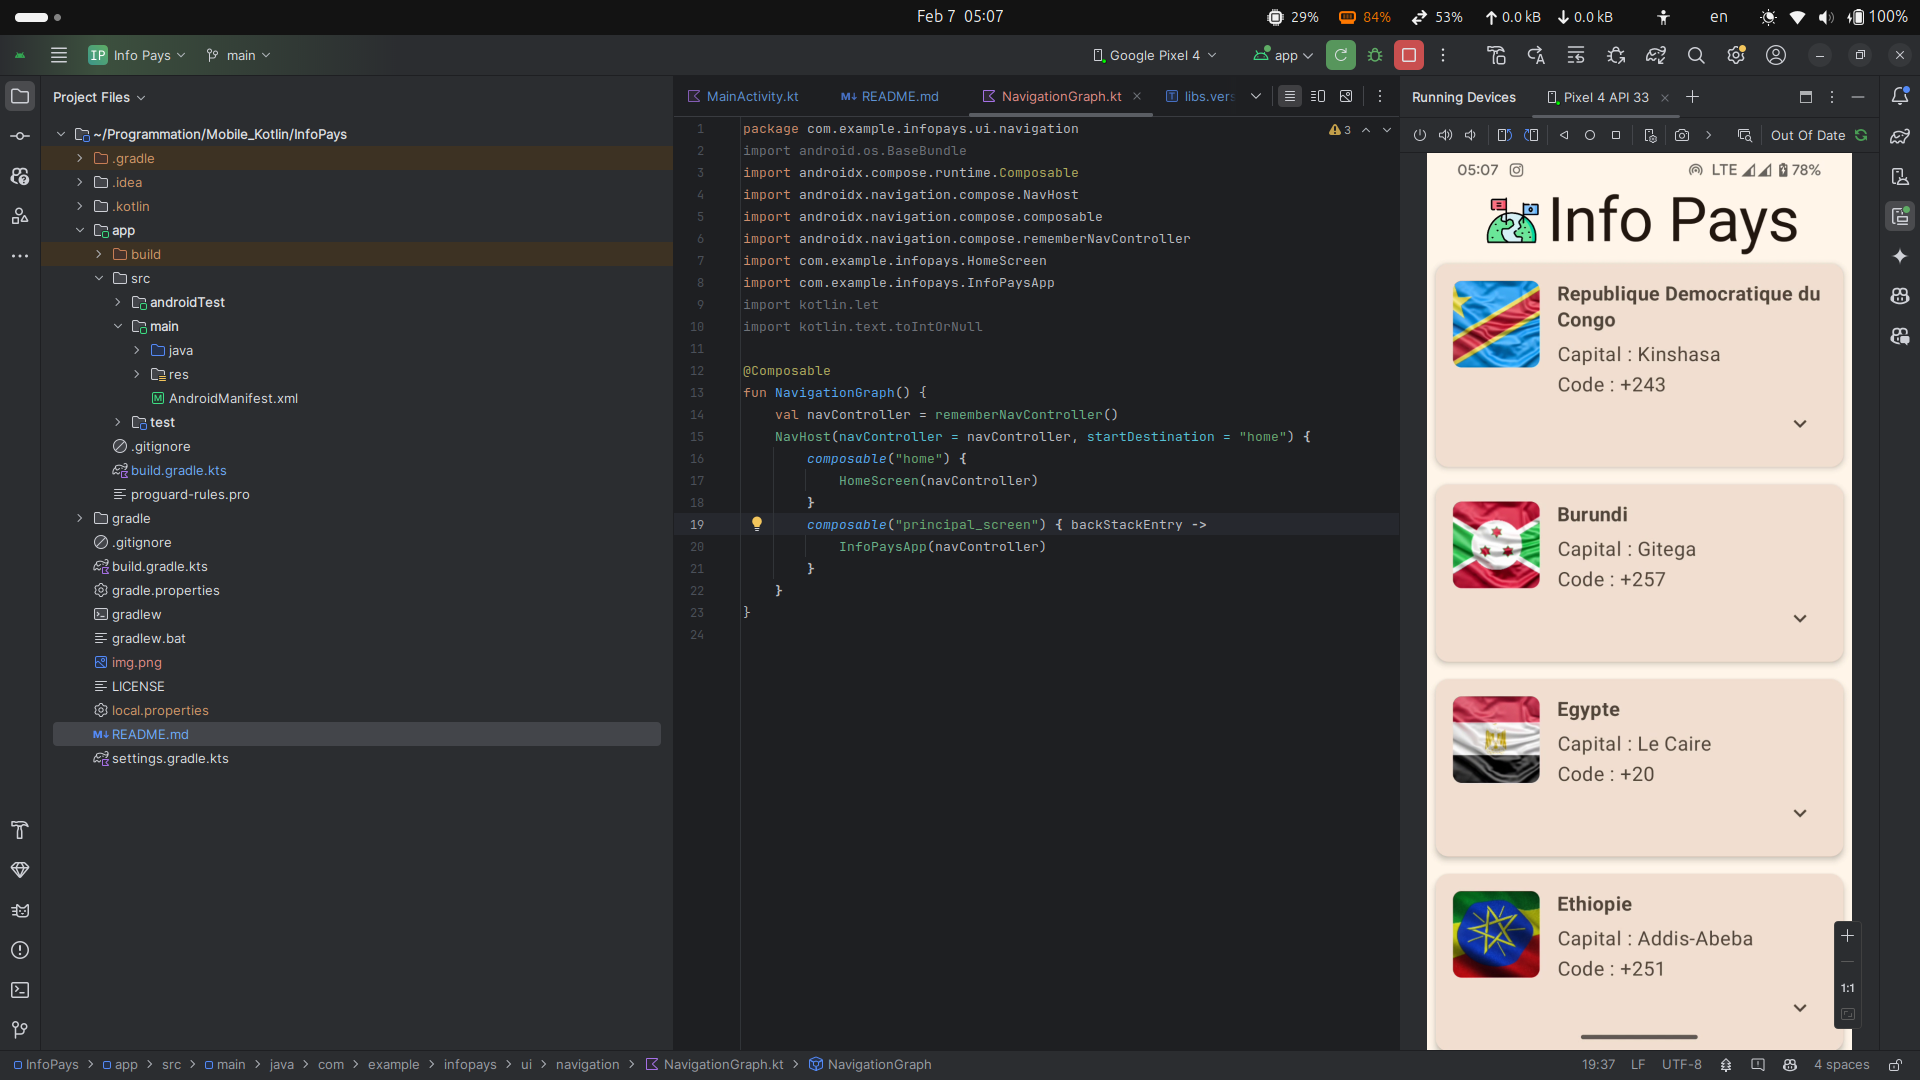 Feb 7 05:07
29%
84%
53%
0.0 kB
0.0 kB
en
100%
IP Info Pays
main
Google Pixel 4
app
Project Files
~/Programmation/Mobile_Kotlin/InfoPays
.gradle
.idea
.kotlin
app
build
src
androidTest
main
java
res
AndroidManifest.xml
test
.gitignore
build.gradle.kts
proguard-rules.pro
gradle
.gitignore
build.gradle.kts
gradle.properties
gradlew
gradlew.bat
img.png
LICENSE
local.properties
M↓ README.md
settings.gradle.kts
MainActivity.kt
M↓ README.md
NavigationGraph.kt
libs.vers
3
1 package com.example.infopays.ui.navigation
2 import android.os.BaseBundle
3 import androidx.compose.runtime.Composable
4 import androidx.navigation.compose.NavHost
5 import androidx.navigation.compose.composable
6 import androidx.navigation.compose.rememberNavController
7 import com.example.infopays.HomeScreen
8 import com.example.infopays.InfoPaysApp
9 import kotlin.let
10 import kotlin.text.toIntOrNull
11
12 @Composable
13 fun NavigationGraph() {
14 val navController = rememberNavController()
15 NavHost(navController = navController, startDestination = "home") {
16 composable("home") {
17 HomeScreen(navController)
18 }
19 composable("principal_screen") { backStackEntry ->
20 InfoPaysApp(navController)
21 }
22 }
23 }
24
Running Devices
Pixel 4 API 33
Out Of Date
05:07
LTE
78%
Info Pays
Republique Democratique du
Congo
Capital : Kinshasa
Code : +243
Burundi
Capital : Gitega
Code : +257
Egypte
Capital : Le Caire
Code : +20
Ethiopie
Capital : Addis-Abeba
Code : +251
1:1
InfoPays > app > src > main > java > com > example > infopays > ui > navigation > NavigationGraph.kt > NavigationGraph
19:37
LF
UTF-8
4 spaces